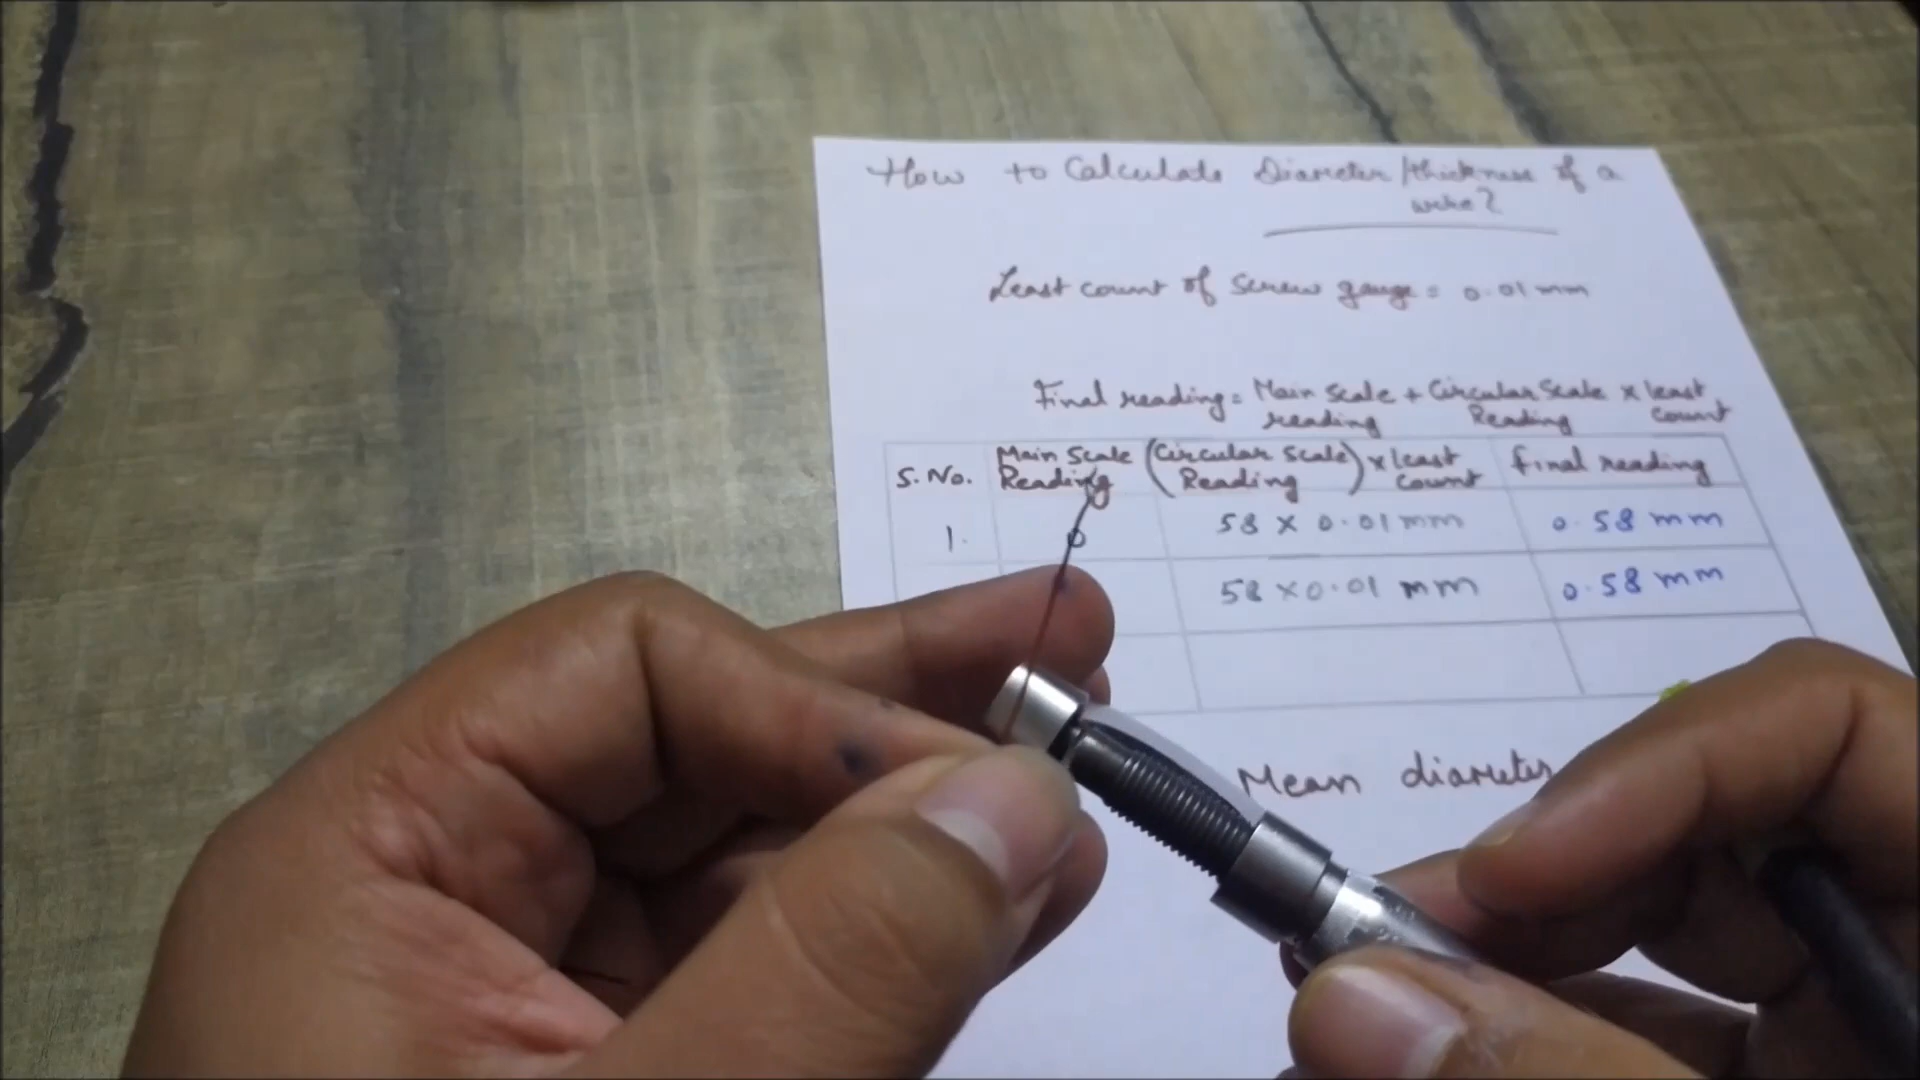 How to Calculate Diameter/thickness of a
wire?
Least count of Screw gauge = 0.01 mm
Final reading = Main Scale + Circular Scale x least
reading Reading count
S. No. Main Scale (Circular Scale) x least final reading
Reading Reading count
1. 0 58 x 0.01 mm 0.58 mm
58 x 0.01 mm 0.58 mm
Mean diameter